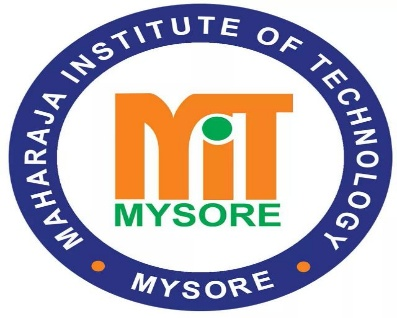 MAHARAJA INSTITUTE OF TECHNOLOGY
MiT
MYSORE
• MYSORE •